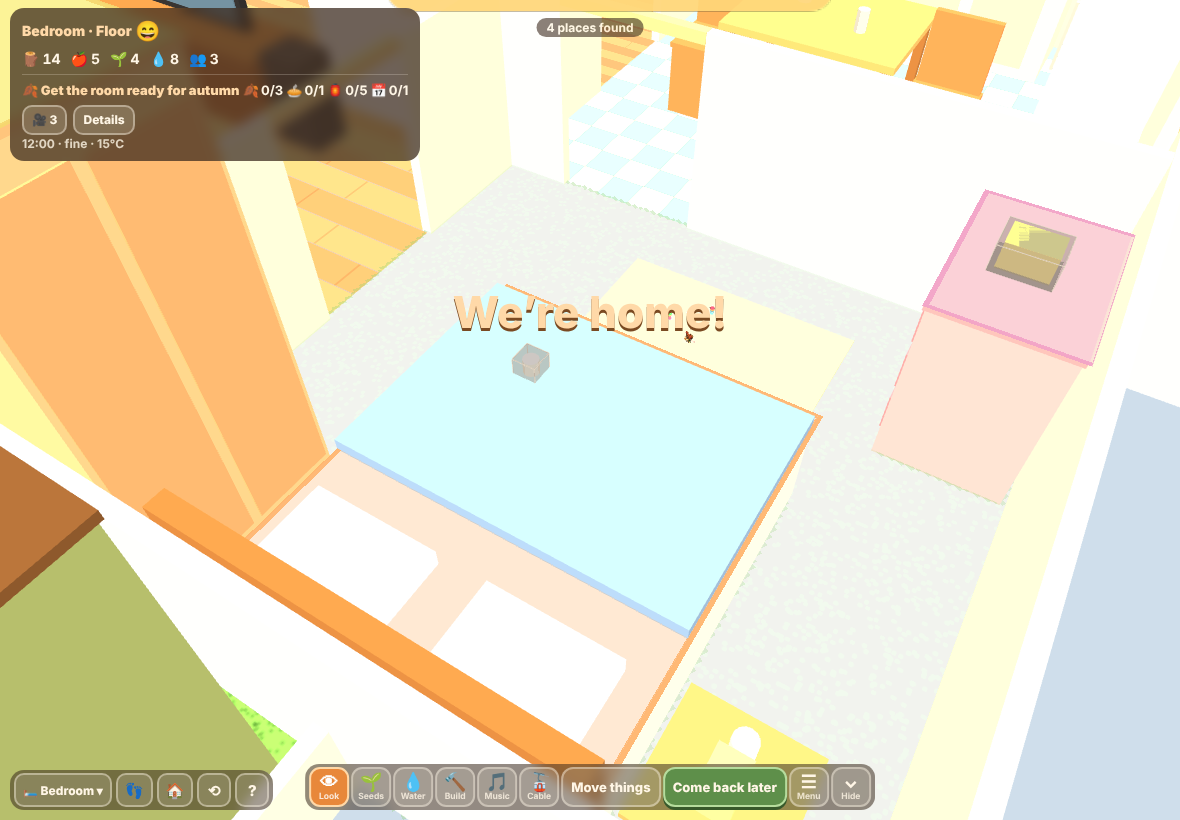 Bedroom · Floor
14 5 4 8 3
Get the room ready for autumn 0/3 0/1 0/5 0/1
3 Details
12:00 · fine · 15°C
4 places found
We're home!
Bedroom ▾
?
Look
Seeds
Water
Build
Music
Cable
Move things
Come back later
Menu
Hide